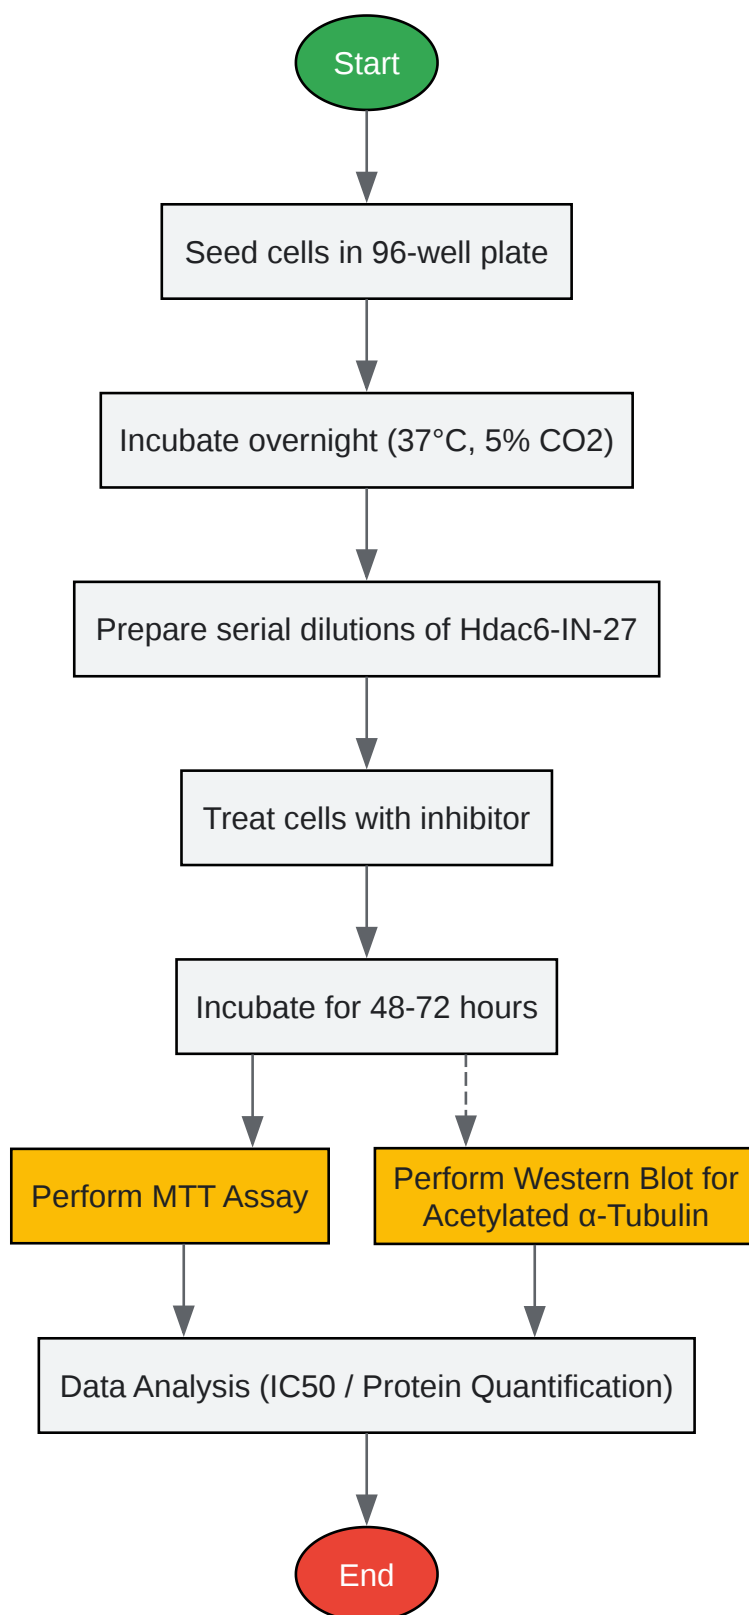 Start
Seed cells in 96-well plate
Incubate overnight (37°C, 5% CO2)
Prepare serial dilutions of Hdac6-IN-27
Treat cells with inhibitor
Incubate for 48-72 hours
Perform MTT Assay
Perform Western Blot for
Acetylated α-Tubulin
Data Analysis (IC50 / Protein Quantification)
End